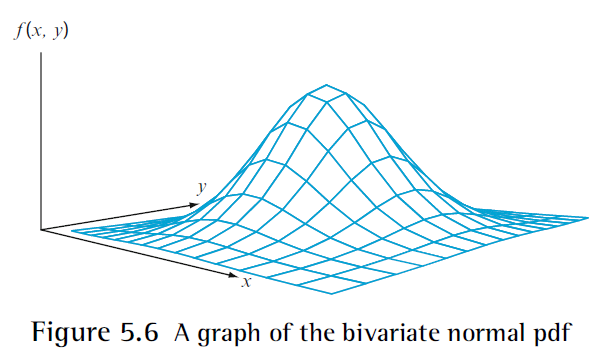 f(x, y)
y
x
Figure 5.6 A graph of the bivariate normal pdf